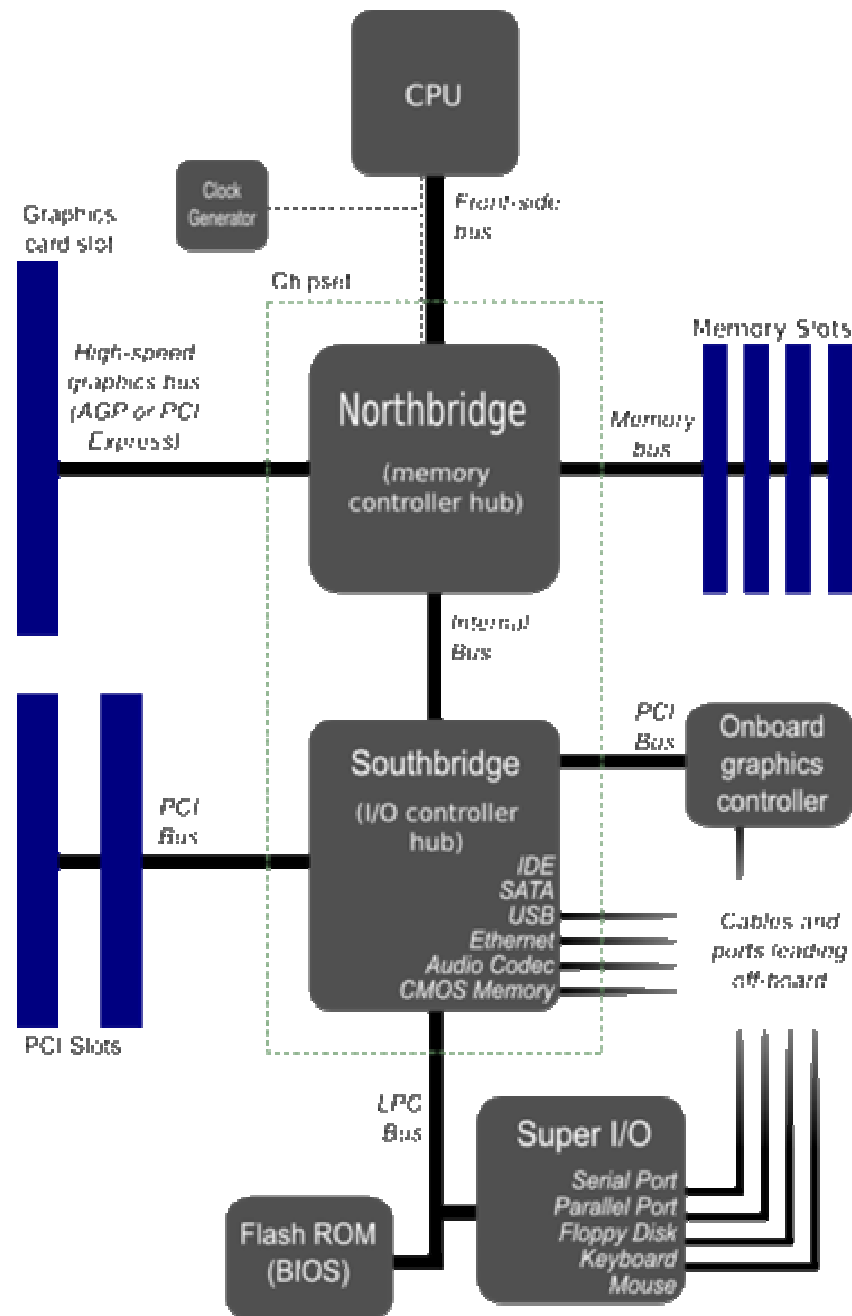 CPU
Clock
Generator
Front-side
bus
Graphics
card slot
Chipset
High-speed
graphics bus
(AGP or PCI
Express)
Northbridge
(memory
controller hub)
Memory
bus
Memory Slots
Internal
Bus
PCI
Bus
Onboard
graphics
controller
Southbridge
(I/O controller
hub)
IDE
SATA
USB
Ethernet
Audio Codec
CMOS Memory
PCI
Bus
PCI Slots
Cables and
ports leading
off-board
LPC
Bus
Super I/O
Serial Port
Parallel Port
Floppy Disk
Keyboard
Mouse
Flash ROM
(BIOS)